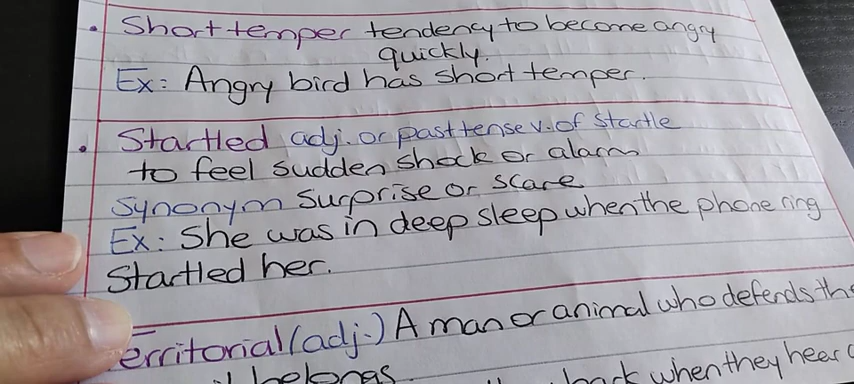 • Short temper tendency to become angry
quickly.
Ex: Angry bird has short temper.
• Startled adj. or past tense v. of startle
to feel sudden shock or alarm
Synonym surprise or scare
Ex: She was in deep sleep when the phone ring
Startled her.
erritorial (adj.) A man or animal who defends th
belongs
back when they hear